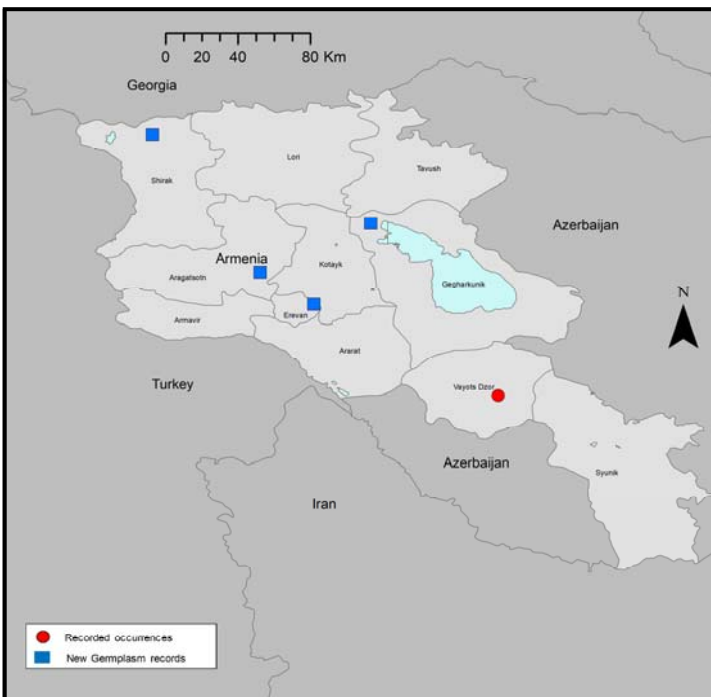 0 20 40 80 Km
Georgia
Lori
Tavush
Shirak
Azerbaijan
Armenia
Kotayk
Aragatsotn
Gegharkunik
N
Erevan
Armavir
Ararat
Turkey
Vayots Dzor
Azerbaijan
Syunik
Iran
Recorded occurrences
New Germplasm records